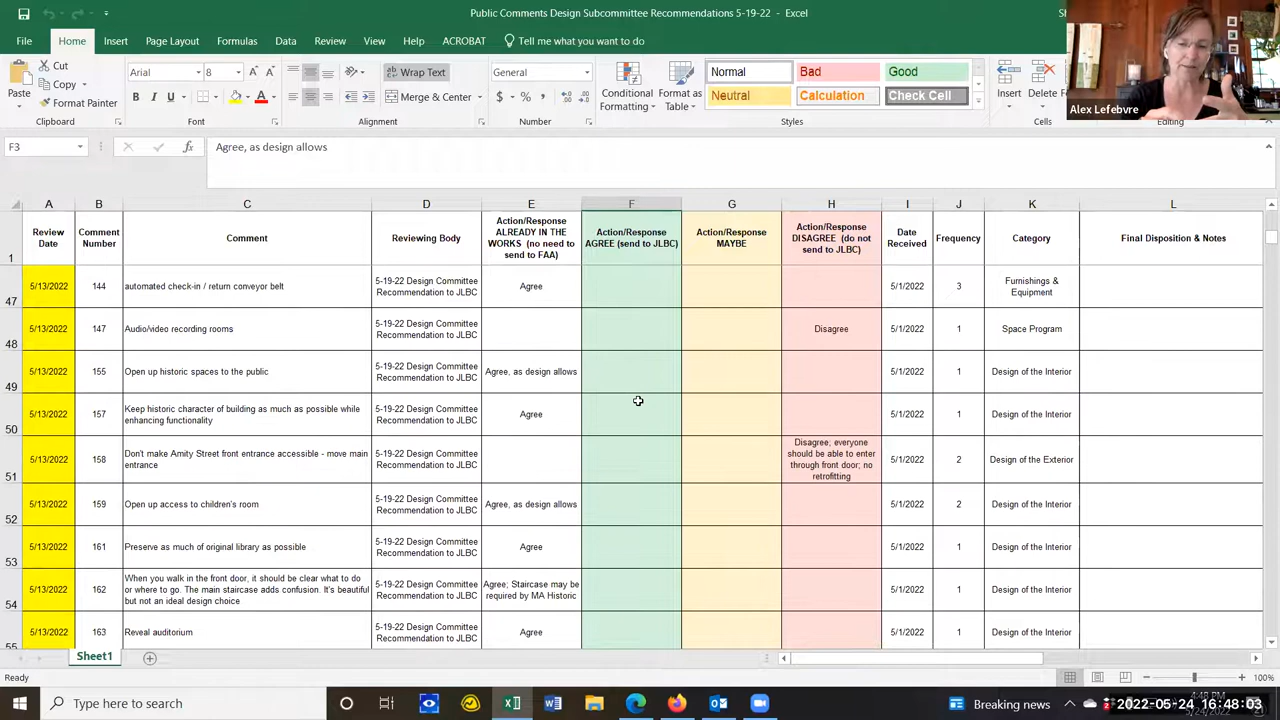 Public Comments Design Subcommittee Recommendations 5-19-22 - Excel
File Home Insert Page Layout Formulas Data Review View Help ACROBAT Tell me what you want to do
Paste Cut Copy Format Painter
Arial 8 Wrap Text General
B I U Merge & Center $ % Conditional Formatting Format as Table
Normal Bad Good
Neutral Calculation Check Cell
Insert Delete
Clipboard Font Alignment Number Styles Cells Editing
Alex Lefebvre
F3 fx Agree, as design allows
A B C D E F G H I J K L
1 Review Date Comment Number Comment Reviewing Body Action/Response ALREADY IN THE WORKS (no need to send to FAA) Action/Response AGREE (send to JLBC) Action/Response MAYBE Action/Response DISAGREE (do not send to JLBC) Date Received Frequency Category Final Disposition & Notes
47 5/13/2022 144 automated check-in / return conveyor belt 5-19-22 Design Committee Recommendation to JLBC Agree 5/1/2022 3 Furnishings & Equipment
48 5/13/2022 147 Audio/video recording rooms 5-19-22 Design Committee Recommendation to JLBC Disagree 5/1/2022 1 Space Program
49 5/13/2022 155 Open up historic spaces to the public 5-19-22 Design Committee Recommendation to JLBC Agree, as design allows 5/1/2022 1 Design of the Interior
50 5/13/2022 157 Keep historic character of building as much as possible while enhancing functionality 5-19-22 Design Committee Recommendation to JLBC Agree 5/1/2022 1 Design of the Interior
51 5/13/2022 158 Don't make Amity Street front entrance accessible - move main entrance 5-19-22 Design Committee Recommendation to JLBC Disagree; everyone should be able to enter through front door; no retrofitting 5/1/2022 2 Design of the Exterior
52 5/13/2022 159 Open up access to children's room 5-19-22 Design Committee Recommendation to JLBC Agree, as design allows 5/1/2022 2 Design of the Interior
53 5/13/2022 161 Preserve as much of original library as possible 5-19-22 Design Committee Recommendation to JLBC Agree 5/1/2022 1 Design of the Interior
54 5/13/2022 162 When you walk in the front door, it should be clear what to do or where to go. The main staircase adds confusion. It's beautiful but not an ideal design choice 5-19-22 Design Committee Recommendation to JLBC Agree; Staircase may be required by MA Historic 5/1/2022 1 Design of the Interior
55 5/13/2022 163 Reveal auditorium 5-19-22 Design Committee Recommendation to JLBC Agree 5/1/2022 1 Design of the Interior
Sheet1
Ready 100%
Type here to search Breaking news 4:48 PM
2022-05-24 16:48:03